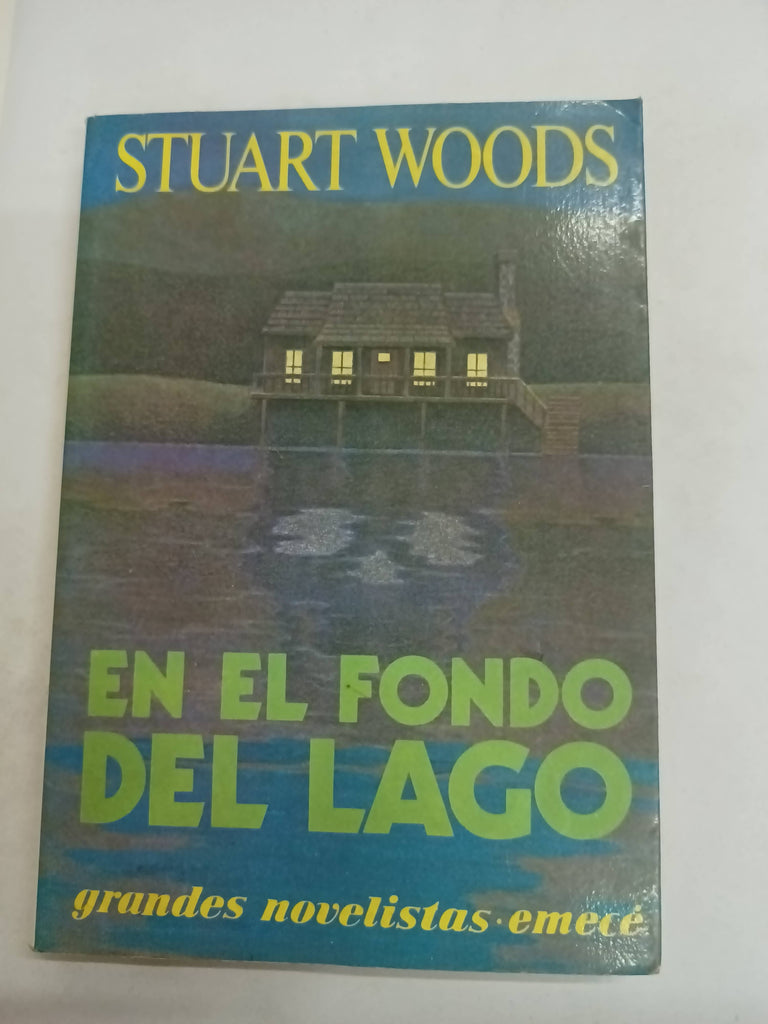 STUART WOODS
EN EL FONDO
DEL LAGO
grandes novelistas · emecé